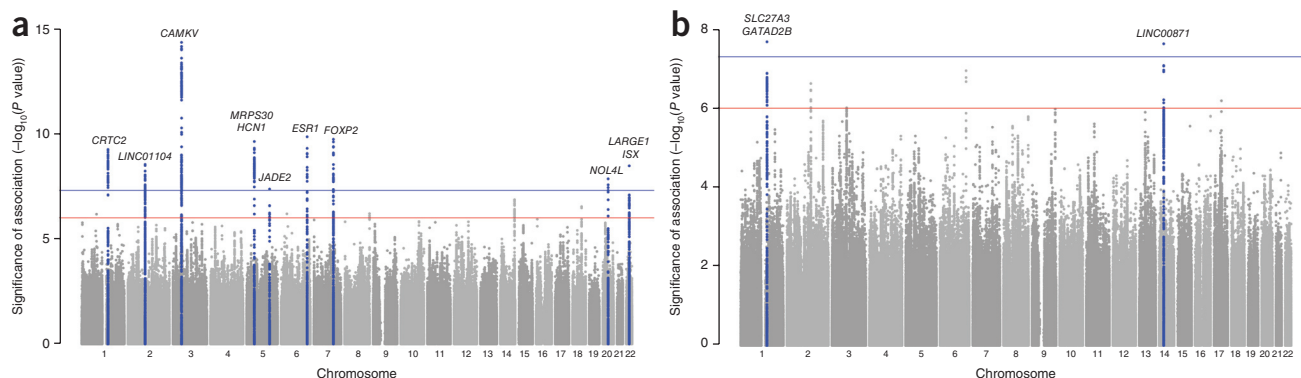 a
Significance of association (–log10(P value))
15
10
5
0
CRTC2
LINC01104
CAMKV
MRPS30
HCN1
JADE2
ESR1
FOXP2
NOL4L
LARGE1
ISX
1 2 3 4 5 6 7 8 9 10 11 12 13 14 15 16 17 18 19 20 21 22
Chromosome
b
Significance of association (–log10(P value))
8
6
4
2
0
SLC27A3
GATAD2B
LINC00871
1 2 3 4 5 6 7 8 9 10 11 12 13 14 15 16 17 18 19 20 21 22
Chromosome